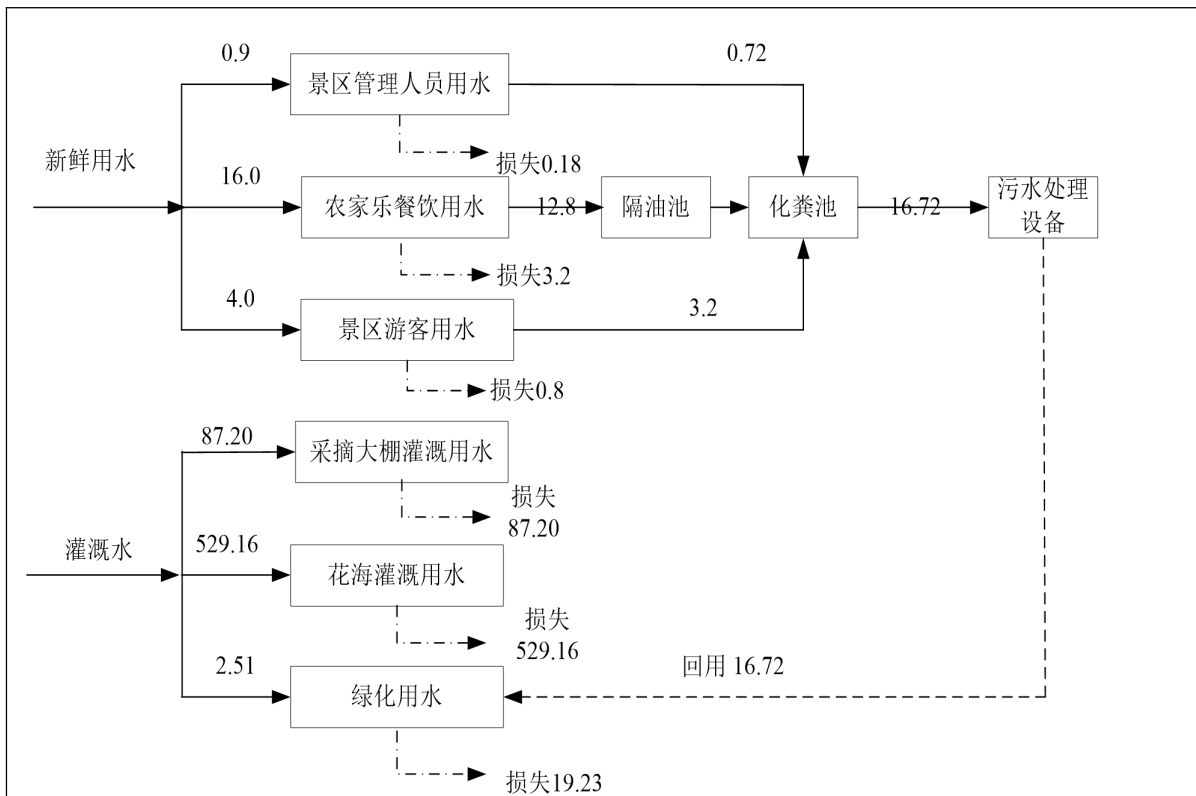 0.9
景区管理人员用水
0.72
损失0.18
新鲜用水
16.0
农家乐餐饮用水
12.8
隔油池
化粪池
16.72
污水处理
设备
损失3.2
4.0
景区游客用水
3.2
损失0.8
87.20
采摘大棚灌溉用水
损失
87.20
灌溉水
529.16
花海灌溉用水
损失
529.16
2.51
绿化用水
回用 16.72
损失19.23